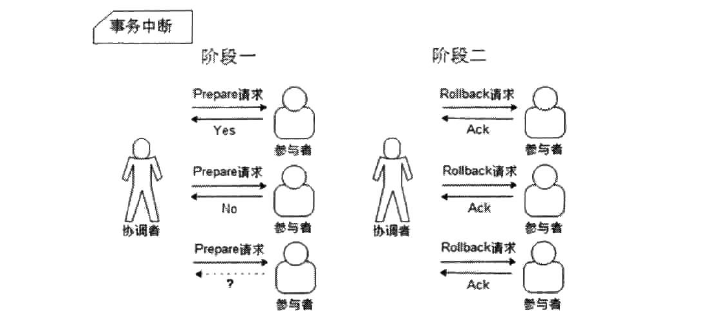 事务中断
阶段一
阶段二
Prepare请求
Yes
参与者
Prepare请求
No
参与者
Prepare请求
?
参与者
协调者
Rollback请求
Ack
参与者
Rollback请求
Ack
参与者
Rollback请求
Ack
参与者
协调者